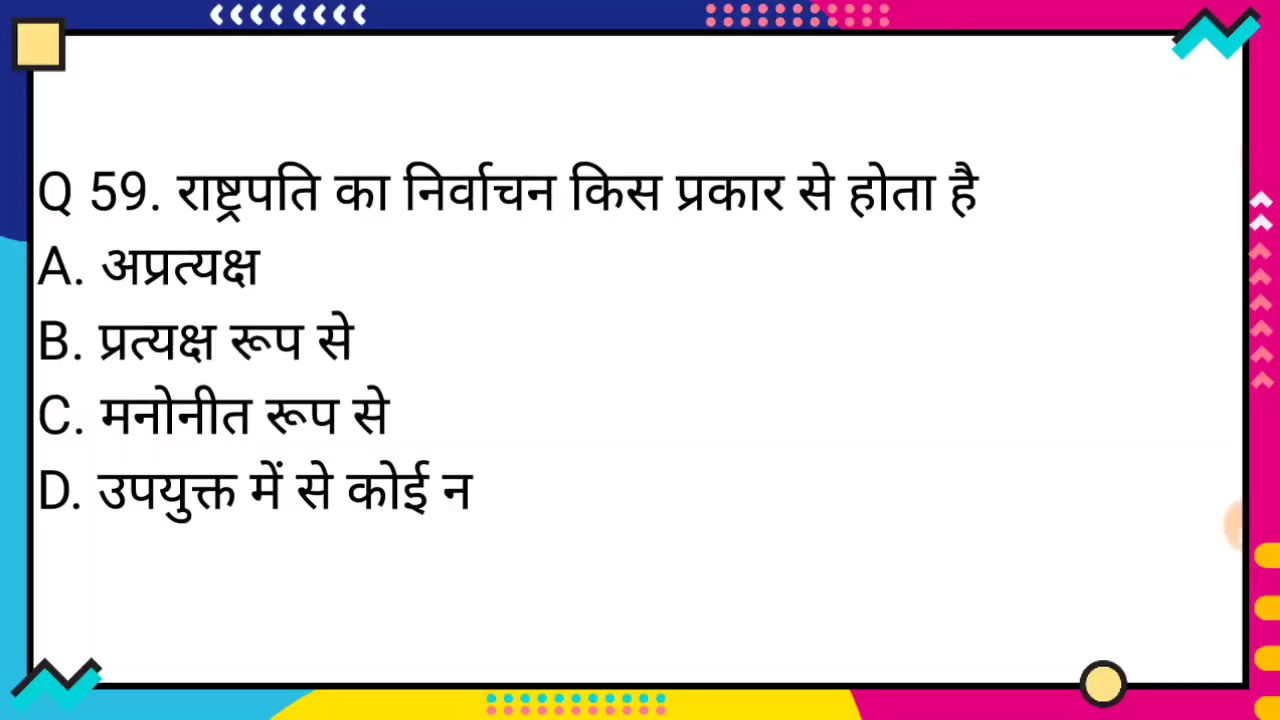 Q 59. राष्ट्रपति का निर्वाचन किस प्रकार से होता है
A. अप्रत्यक्ष
B. प्रत्यक्ष रूप से
C. मनोनीत रूप से
D. उपयुक्त में से कोई न